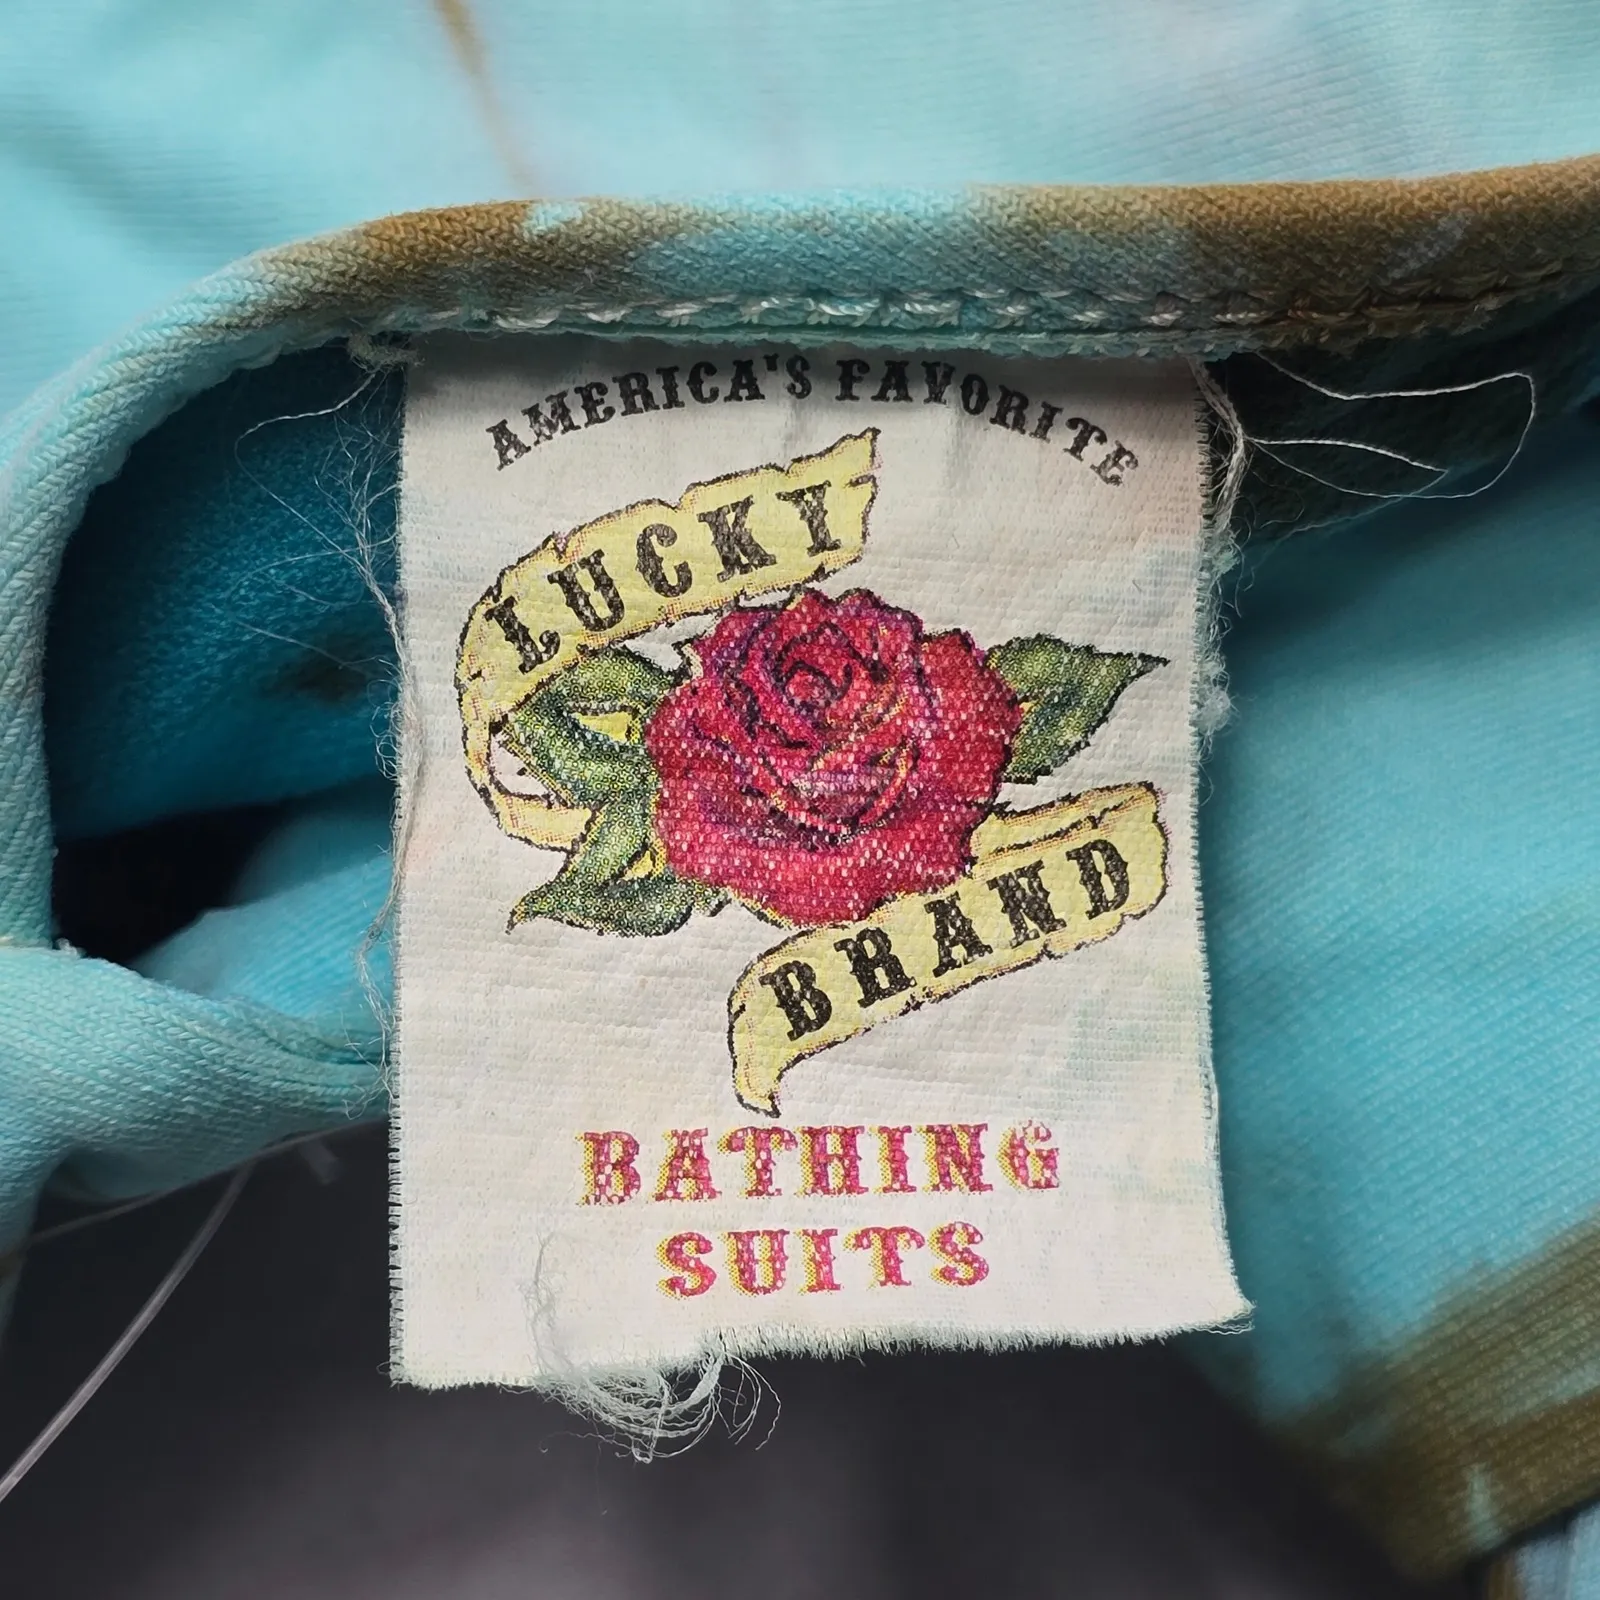 AMERICA'S FAVORITE
LUCKY
BRAND
BATHING
SUITS